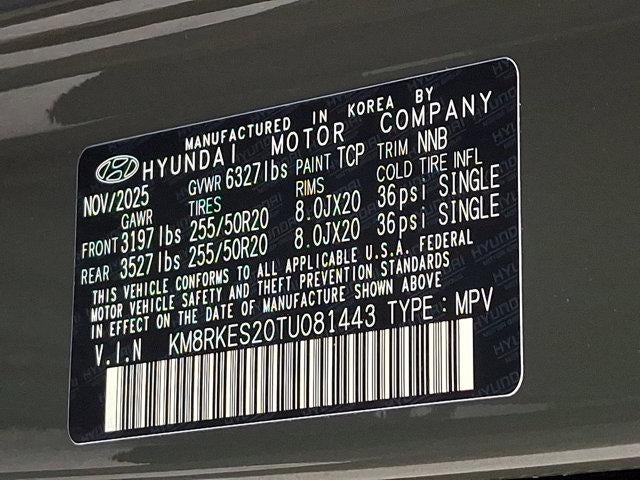 MANUFACTURED IN KOREA BY
HYUNDAI MOTOR COMPANY
NOV/2025 GVWR 6327lbs PAINT TCP TRIM NNB
GAWR TIRES RIMS COLD TIRE INFL
FRONT 3197lbs 255/50R20 8.0JX20 36psi SINGLE
REAR 3527lbs 255/50R20 8.0JX20 36psi SINGLE
THIS VEHICLE CONFORMS TO ALL APPLICABLE U.S.A. FEDERAL
MOTOR VEHICLE SAFETY AND THEFT PREVENTION STANDARDS
IN EFFECT ON THE DATE OF MANUFACTURE SHOWN ABOVE
V.I.N KM8RKES20TU081443 TYPE : MPV